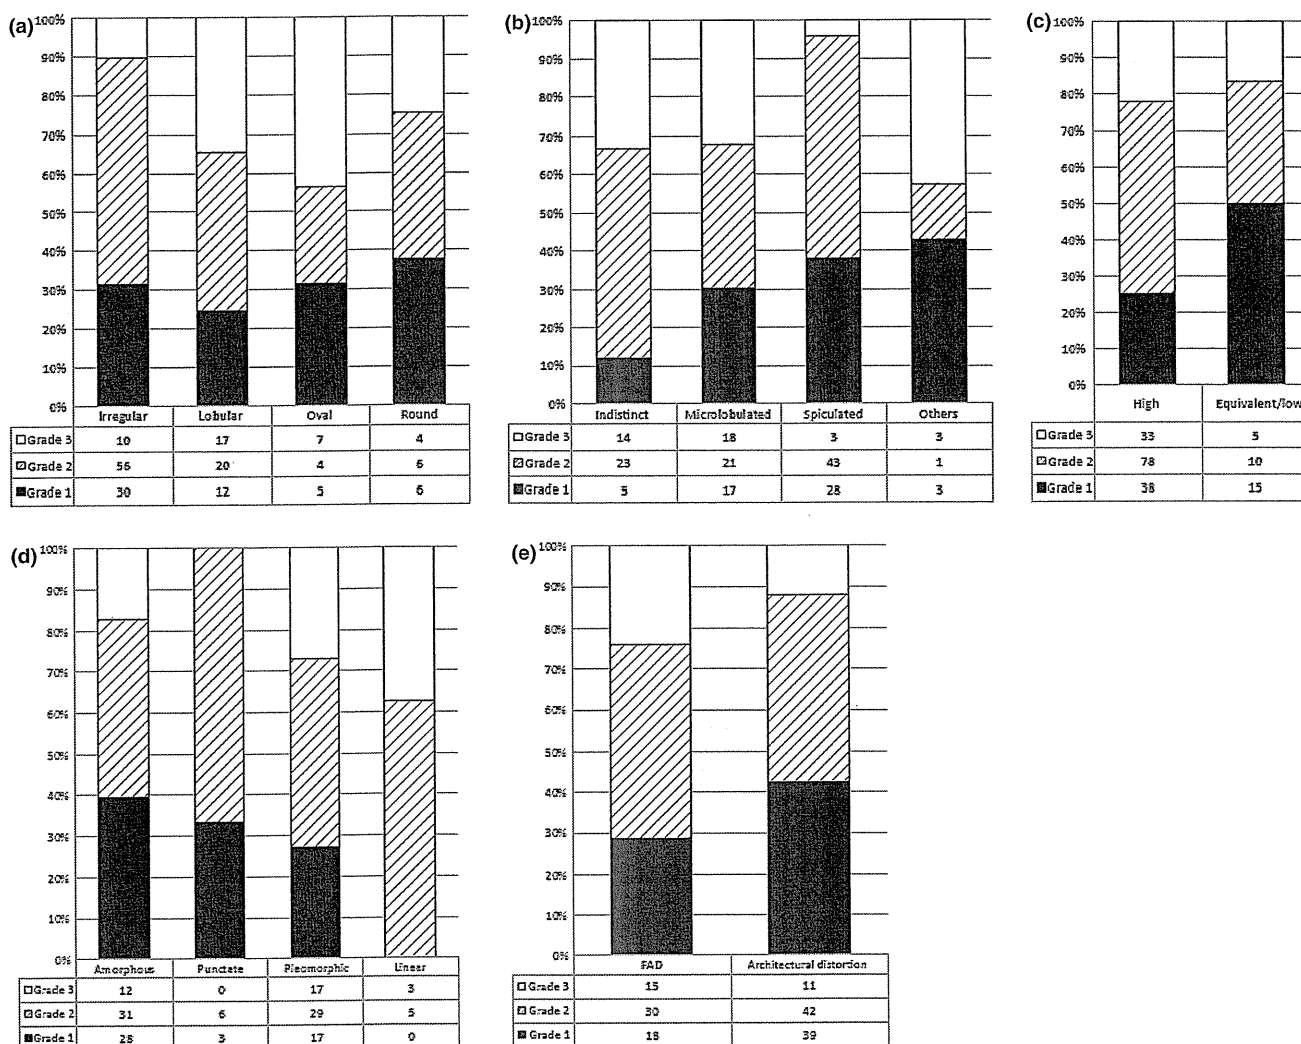 (a)
100%
90%
80%
70%
60%
50%
40%
30%
20%
10%
0%
Irregular Lobular Oval Round
Grade 3 10 17 7 4
Grade 2 56 20 4 6
Grade 1 30 12 5 6
(b)
100%
90%
80%
70%
60%
50%
40%
30%
20%
10%
0%
Indistinct Microlobulated Spiculated Others
Grade 3 14 18 3 3
Grade 2 23 21 43 1
Grade 1 5 17 28 3
(c)
100%
90%
80%
70%
60%
50%
40%
30%
20%
10%
0%
High Equivalent/low
Grade 3 33 5
Grade 2 78 10
Grade 1 38 15
(d)
100%
90%
80%
70%
60%
50%
40%
30%
20%
10%
0%
Amorphous Punctate Pleomorphic Linear
Grade 3 12 0 17 3
Grade 2 31 6 29 5
Grade 1 28 3 17 0
(e)
100%
90%
80%
70%
60%
50%
40%
30%
20%
10%
0%
FAD Architectural distortion
Grade 3 15 11
Grade 2 30 42
Grade 1 18 39